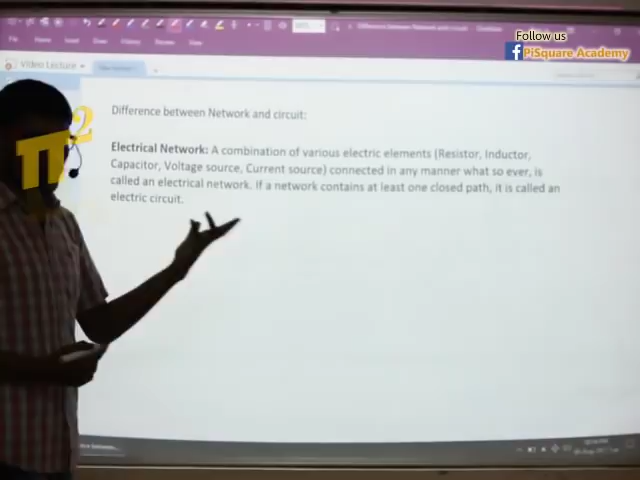 Follow us
f PiSquare Academy
Video Lecture
Difference between Network and circuit:
π2
Electrical Network: A combination of various electric elements (Resistor, Inductor,
Capacitor, Voltage source, Current source) connected in any manner what so ever, is
called an electrical network. If a network contains at least one closed path, it is called an
electric circuit.